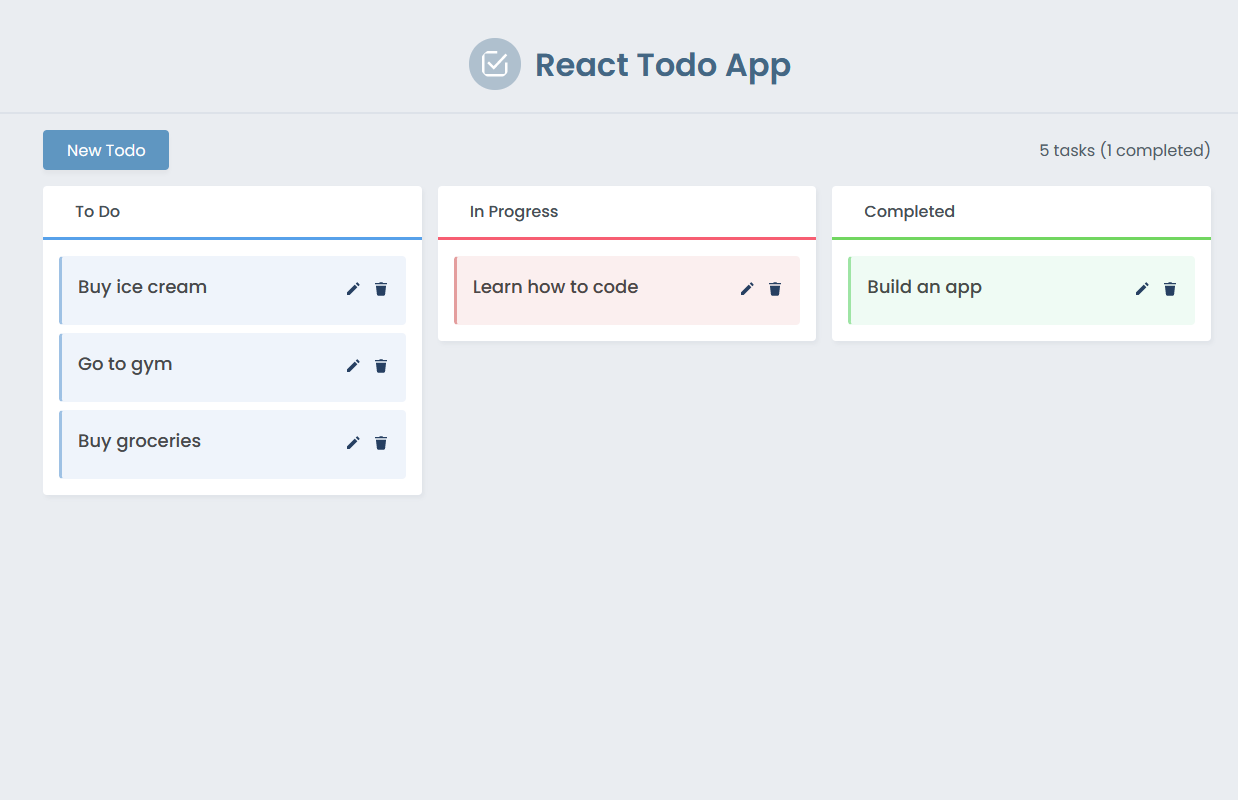 React Todo App
New Todo
5 tasks (1 completed)
To Do
Buy ice cream
Go to gym
Buy groceries
In Progress
Learn how to code
Completed
Build an app